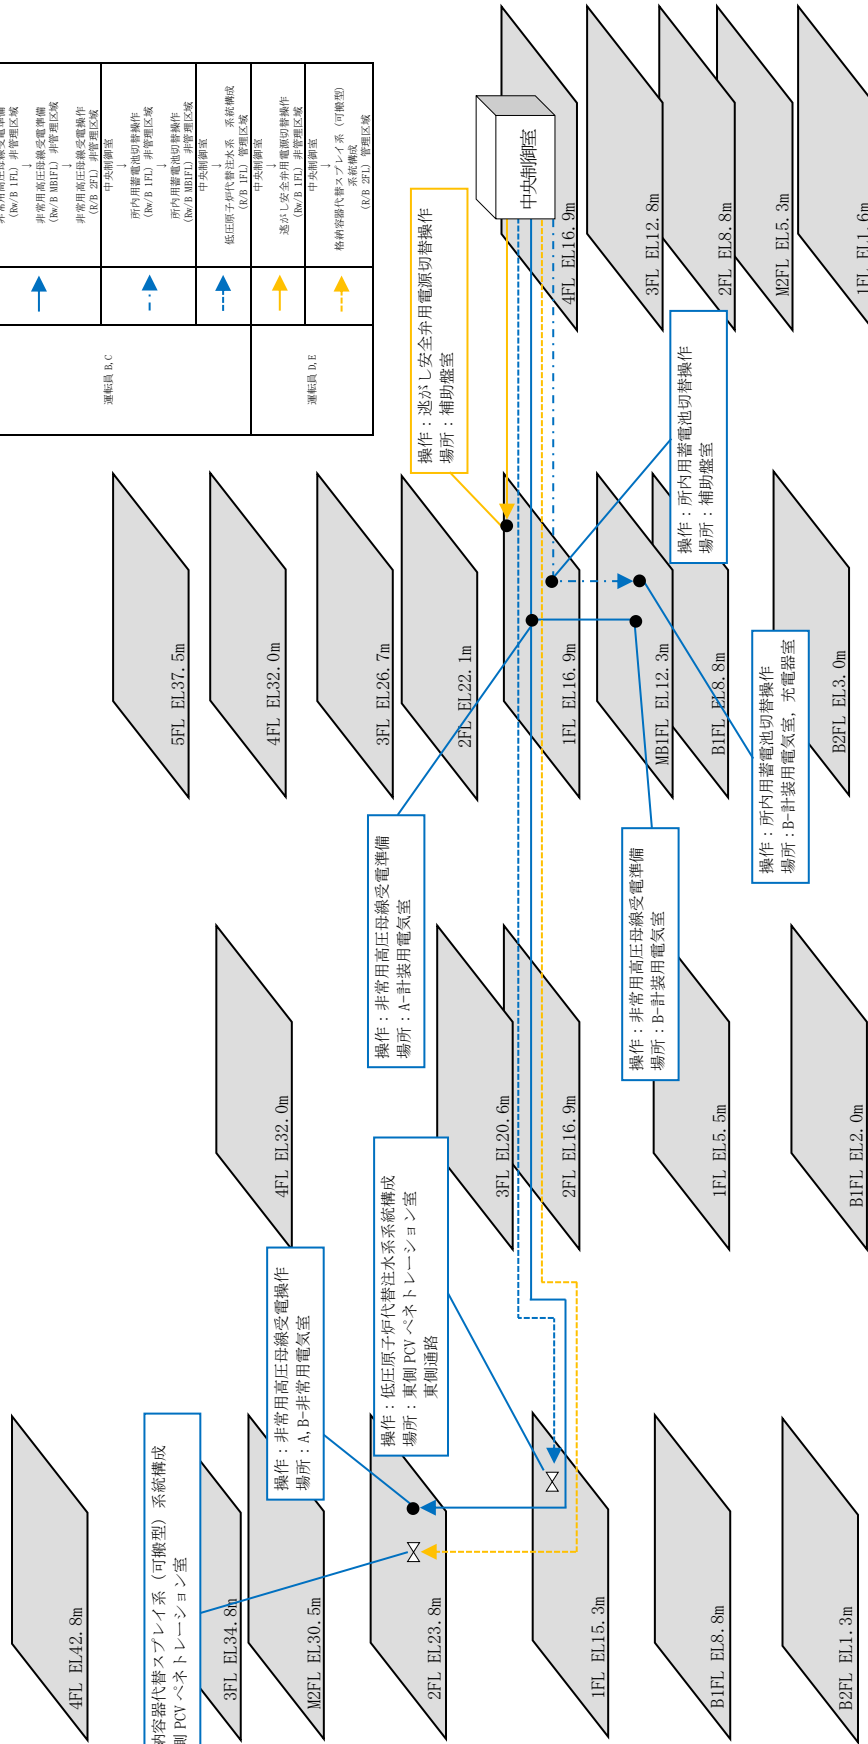 非常用高圧母線受電準備
(Rw/B 1FL) 非管理区域
↓
非常用高圧母線受電準備
(Rw/B MB1FL) 非管理区域
↓
非常用高圧母線受電操作
(R/B 2FL) 非管理区域
中央制御室
↓
所内用蓄電池切替操作
(Rw/B 1FL) 非管理区域
↓
所内用蓄電池切替操作
(Rw/B MB1FL) 非管理区域
中央制御室
↓
低圧原子炉代替注水系 系統構成
(R/B 1FL) 管理区域
中央制御室
↓
逃がし安全弁用電源切替操作
(Rw/B 1FL) 非管理区域
中央制御室
↓
格納容器代替スプレイ系 (可搬型)
系統構成
(R/B 2FL) 管理区域
運転員 B,C
運転員 D,E
中央制御室
4FL EL16.9m
3FL EL12.8m
2FL EL8.8m
M2FL EL5.3m
1FL EL1.6m
操作：逃がし安全弁用電源切替操作
場所：補助盤室
操作：所内用蓄電池切替操作
場所：補助盤室
5FL EL37.5m
4FL EL32.0m
3FL EL26.7m
2FL EL22.1m
1FL EL16.9m
MB1FL EL12.3m
B1FL EL8.8m
B2FL EL3.0m
操作：所内用蓄電池切替操作
場所：B-計装用電気室，充電器室
操作：非常用高圧母線受電準備
場所：A-計装用電気室
操作：非常用高圧母線受電準備
場所：B-計装用電気室
4FL EL32.0m
3FL EL20.6m
2FL EL16.9m
1FL EL5.5m
B1FL EL2.0m
操作：非常用高圧母線受電操作
場所：A,B-非常用電気室
操作：低圧原子炉代替注水系系統構成
場所：東側 PCV ペネトレーション室
東側通路
納容器代替スプレイ系 (可搬型) 系統構成
側 PCV ペネトレーション室
4FL EL42.8m
3FL EL34.8m
M2FL EL30.5m
2FL EL23.8m
1FL EL15.3m
B1FL EL8.8m
B2FL EL1.3m